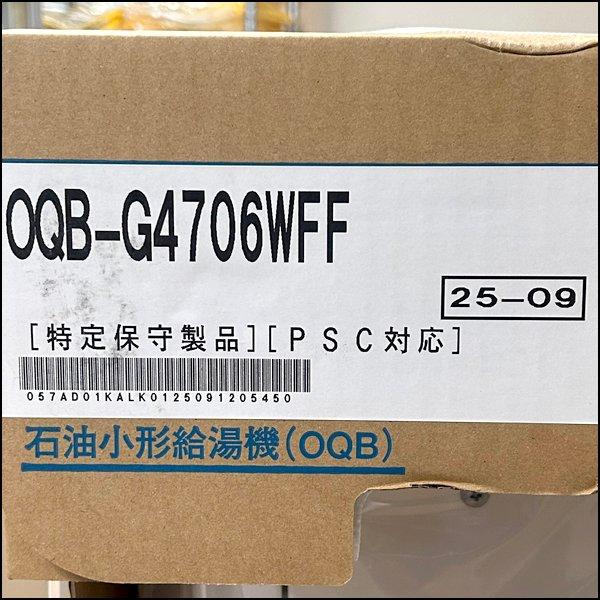 OQB-G4706WFF
25-09
[特定保守製品][ＰＳＣ対応]
057AD01KALK0125091205450
石油小形給湯機(OQB)